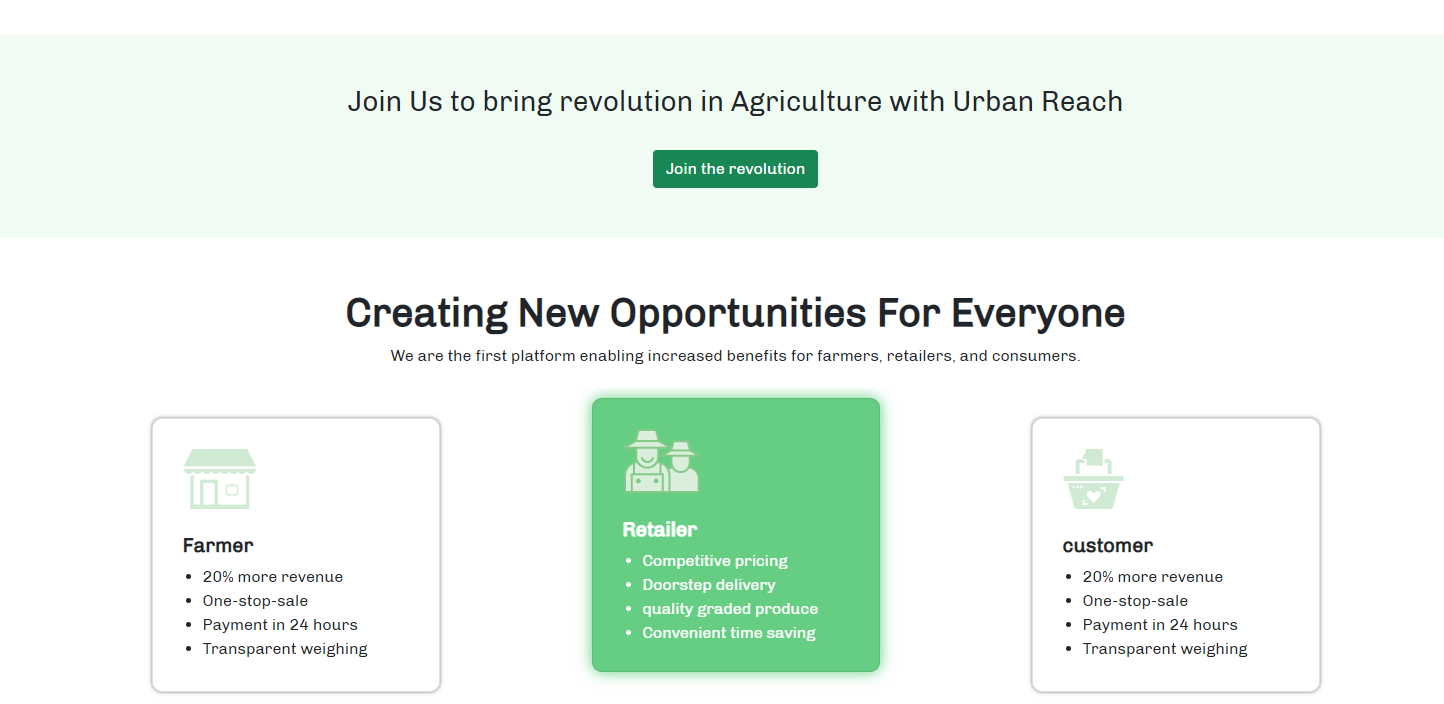 Join Us to bring revolution in Agriculture with Urban Reach
Join the revolution
Creating New Opportunities For Everyone
We are the first platform enabling increased benefits for farmers, retailers, and consumers.
Farmer
• 20% more revenue
• One-stop-sale
• Payment in 24 hours
• Transparent weighing
Retailer
• Competitive pricing
• Doorstep delivery
• quality graded produce
• Convenient time saving
customer
• 20% more revenue
• One-stop-sale
• Payment in 24 hours
• Transparent weighing